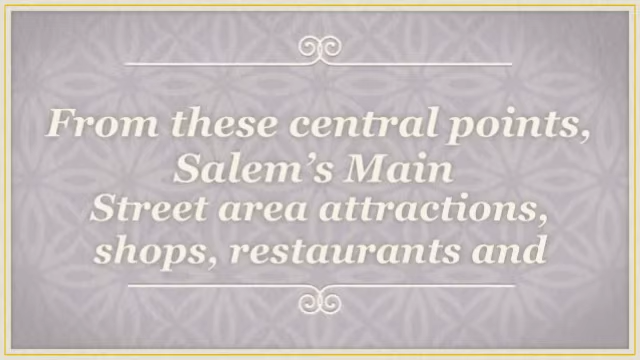 From these central points,
Salem’s Main
Street area attractions,
shops, restaurants and